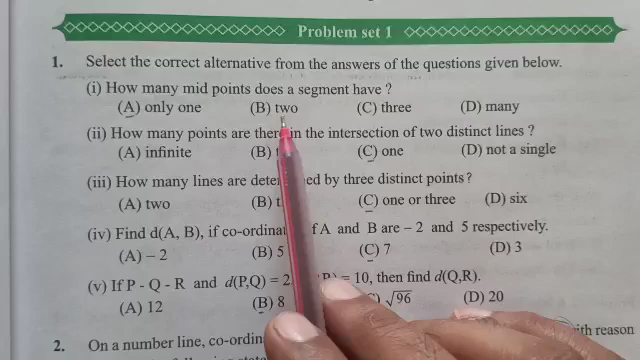 Problem set 1
1. Select the correct alternative from the answers of the questions given below.
(i) How many mid points does a segment have ?
(A) only one (B) two (C) three (D) many
(ii) How many points are there in the intersection of two distinct lines ?
(A) infinite (B) (C) one (D) not a single
(iii) How many lines are determined by three distinct points ?
(A) two (B) (C) one or three (D) six
(iv) Find d(A, B), if co-ordinat f A and B are - 2 and 5 respectively.
(A) - 2 (B) 5 (C) 7 (D) 3
(v) If P - Q - R and d(P,Q) = 2 = 10, then find d(Q,R).
(A) 12 (B) 8 √96 (D) 20
ith reason
2. On a number line, co-ordin